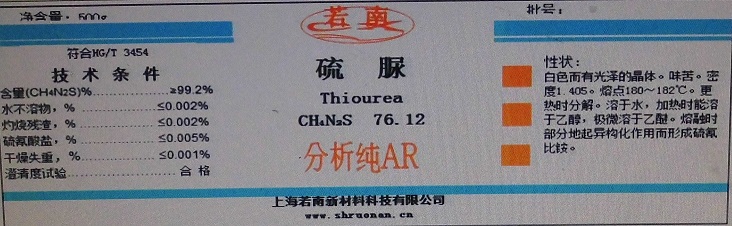 净含量：500g
符合HG/T 3454
技术条件
含量(CH4N2S)%................≥99.2%
水不溶物，%................≤0.002%
灼烧残渣，%................≤0.002%
硫氰酸盐，%................≤0.005%
干燥失重，%................≤0.001%
澄清度试验................合格
若南
硫脲
Thiourea
CH4N2S 76.12
分析纯AR
批号：
性状：
白色而有光泽的晶体。味苦。密
度1.405。熔点180~182℃。更
热时分解。溶于水，加热时能溶
于乙醇，极微溶于乙醚。熔融时
部分地起异构化作用而形成硫氰
比铵。
上海若南新材料科技有限公司
www.shruonan.cn